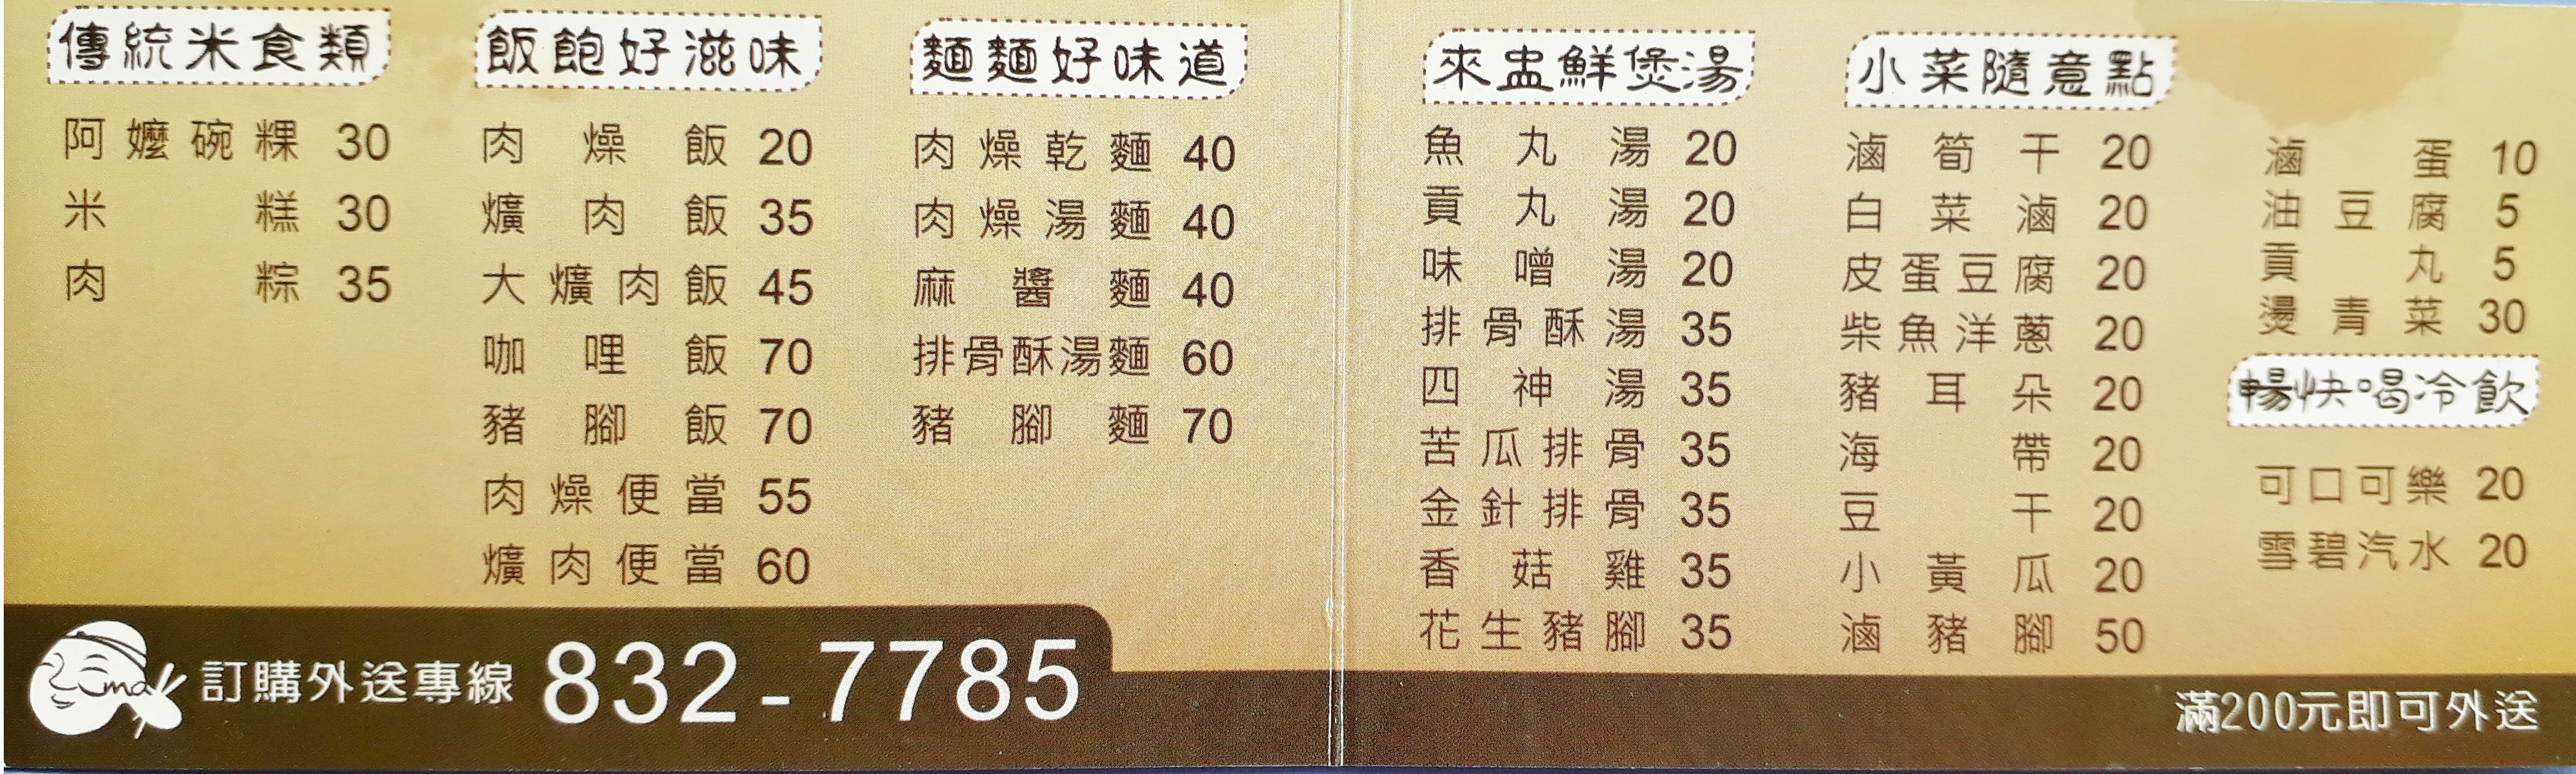 傳統米食類
阿嬤碗粿 30
米糕 30
肉粽 35
飯飽好滋味
肉燥飯 20
爌肉飯 35
大爌肉飯 45
咖哩飯 70
豬腳飯 70
肉燥便當 55
爌肉便當 60
麵麵好味道
肉燥乾麵 40
肉燥湯麵 40
麻醬麵 40
排骨酥湯麵 60
豬腳麵 70
來盅鮮煲湯
魚丸湯 20
貢丸湯 20
味噌湯 20
排骨酥湯 35
四神湯 35
苦瓜排骨 35
金針排骨 35
香菇雞 35
花生豬腳 35
小菜隨意點
滷筍干 20
白菜滷 20
皮蛋豆腐 20
柴魚洋蔥 20
豬耳朵 20
海帶 20
豆干 20
小黃瓜 20
滷豬腳 50
滷蛋 10
油豆腐 5
貢丸 5
燙青菜 30
暢快喝冷飲
可口可樂 20
雪碧汽水 20
訂購外送專線 832-7785
滿200元即可外送